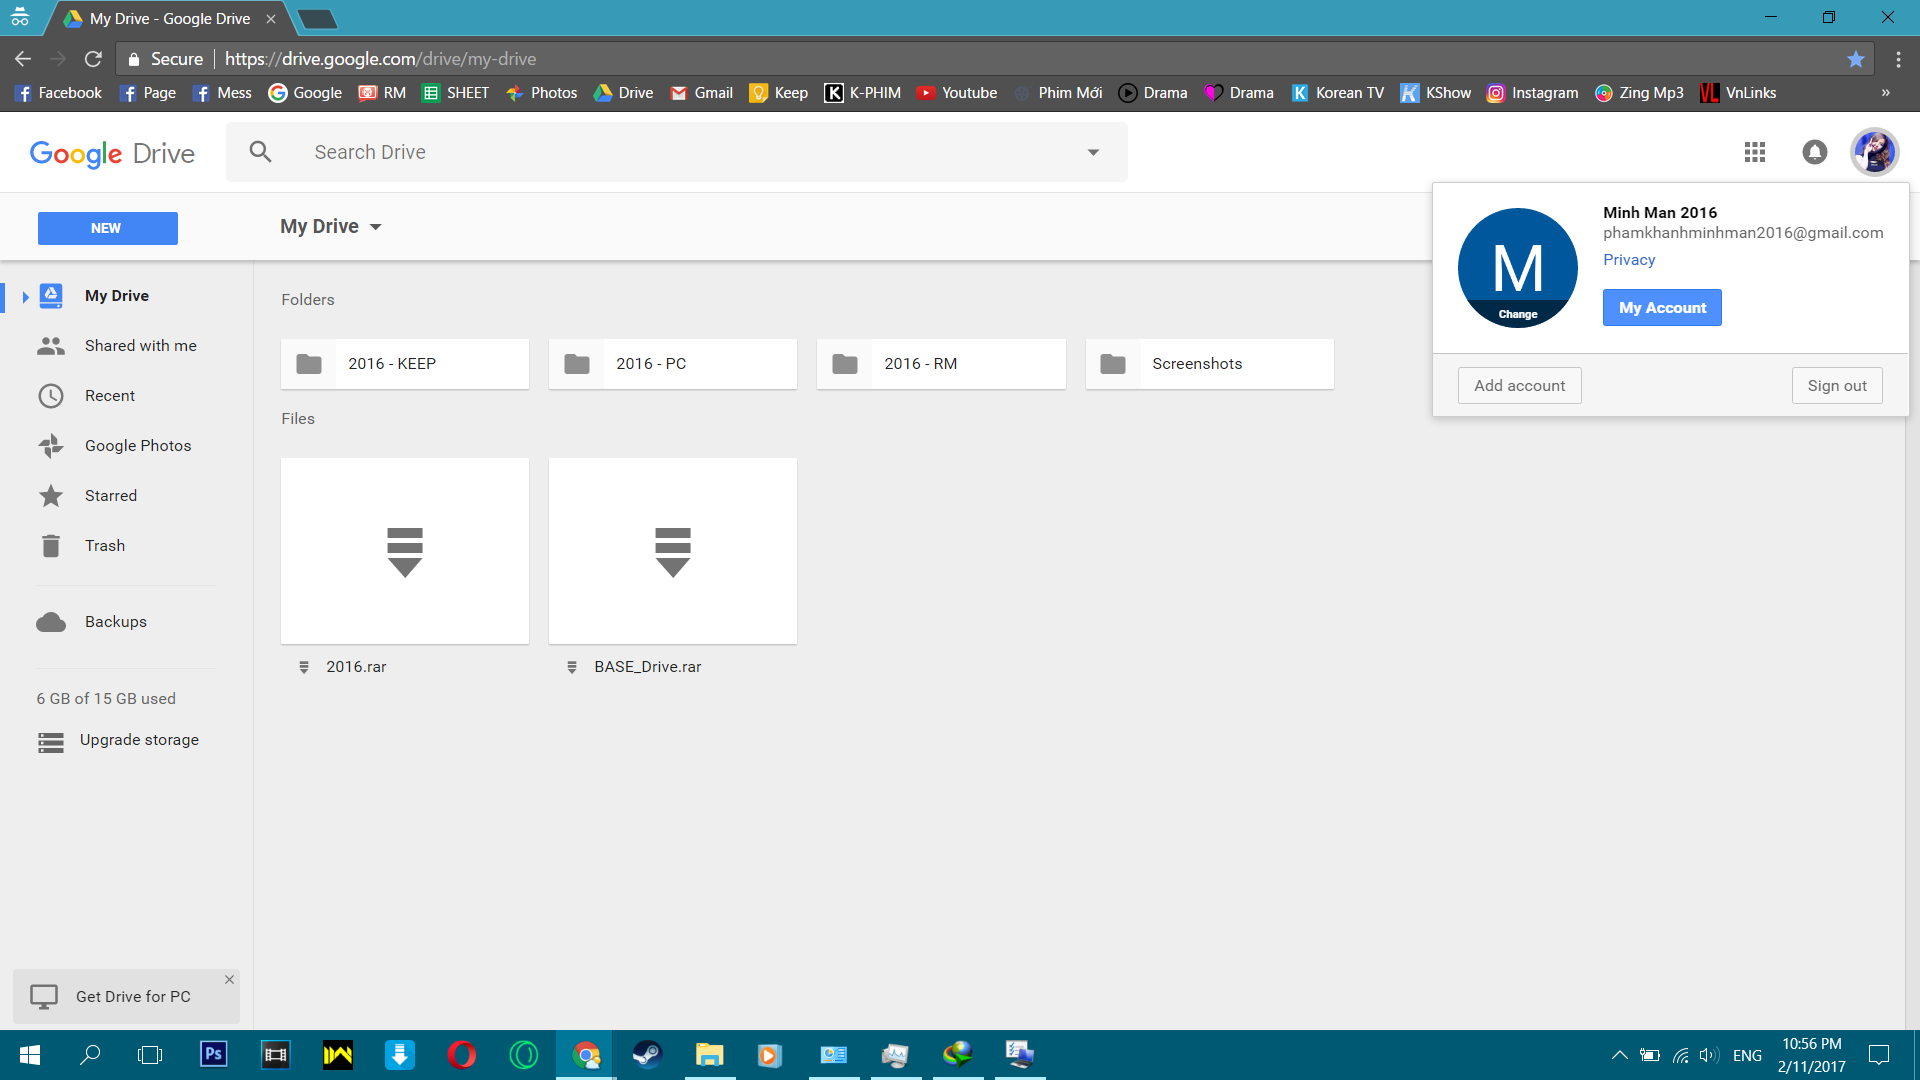 My Drive - Google Drive
Secure https://drive.google.com/drive/my-drive
Facebook Page Mess Google RM SHEET Photos Drive Gmail Keep K-PHIM Youtube Phim Mới Drama Drama Korean TV KShow Instagram Zing Mp3 VnLinks »
Google Drive Search Drive
NEW My Drive
Minh Man 2016
phamkhanhminhman2016@gmail.com
Privacy
M
Change
My Account
Add account Sign out
My Drive
Shared with me
Recent
Google Photos
Starred
Trash
Backups
6 GB of 15 GB used
Upgrade storage
Get Drive for PC
Folders
2016 - KEEP 2016 - PC 2016 - RM Screenshots
Files
2016.rar BASE_Drive.rar
Ps
ENG
10:56 PM
2/11/2017